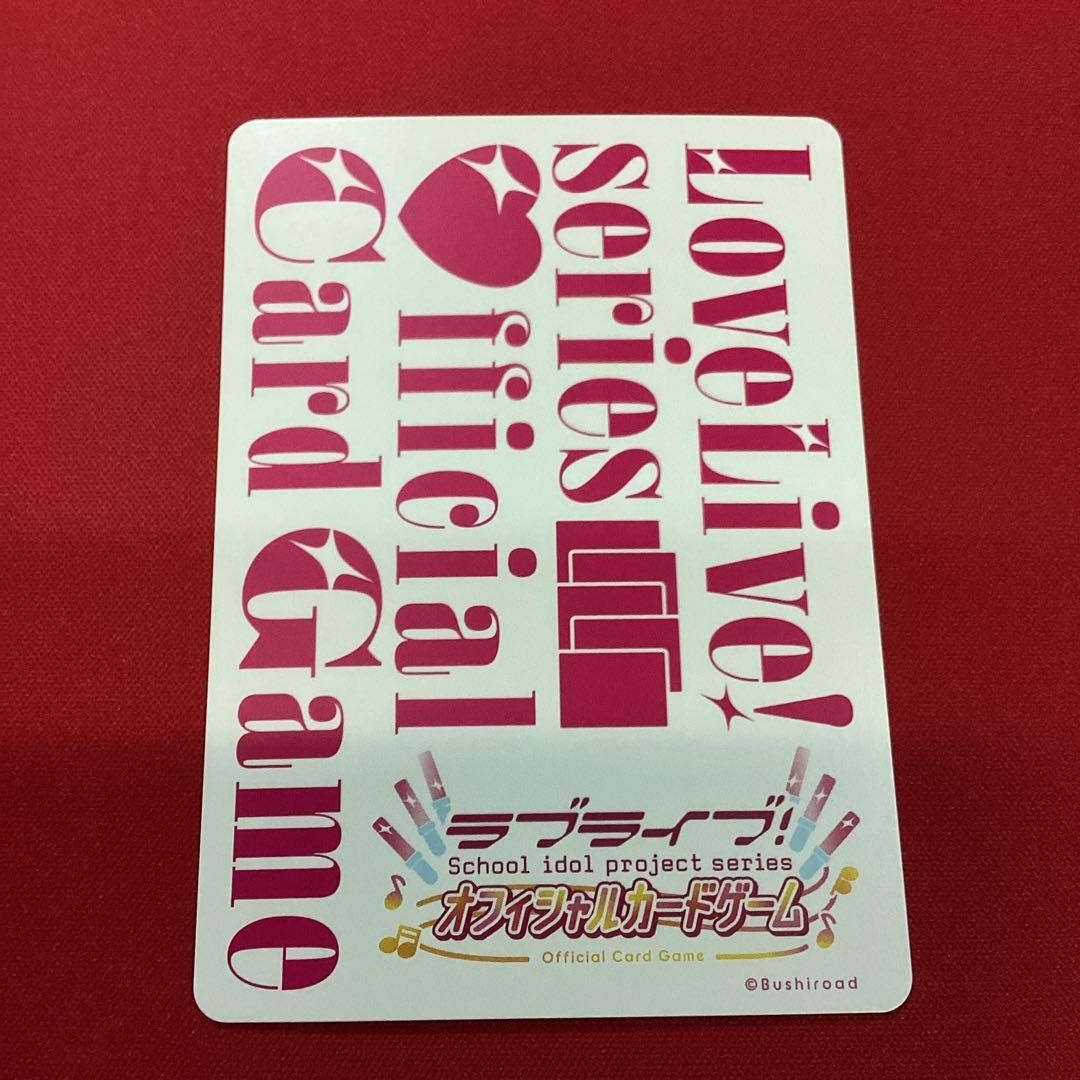 LoveLive!
series
♥fficial
Card Game
ラブライブ!
School idol project series
オフィシャルカードゲーム
Official Card Game
©Bushiroad